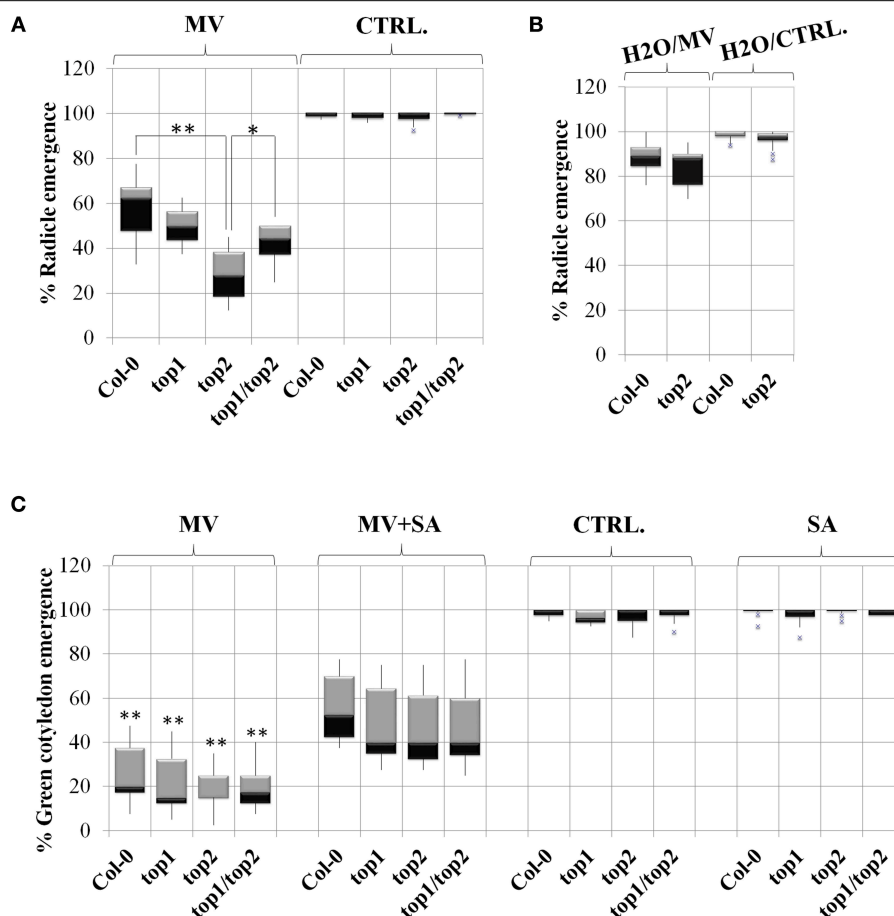 A
MV
CTRL.
120
100
80
60
40
20
0
% Radicle emergence
**
*
Col-0
top1
top2
top1/top2
Col-0
top1
top2
top1/top2
B
H2O/MV
H2O/CTRL.
120
100
80
60
40
20
0
% Radicle emergence
Col-0
top2
Col-0
top2
C
MV
MV+SA
CTRL.
SA
120
100
80
60
40
20
0
% Green cotyledon emergence
**
**
**
**
Col-0
top1
top2
top1/top2
Col-0
top1
top2
top1/top2
Col-0
top1
top2
top1/top2
Col-0
top1
top2
top1/top2